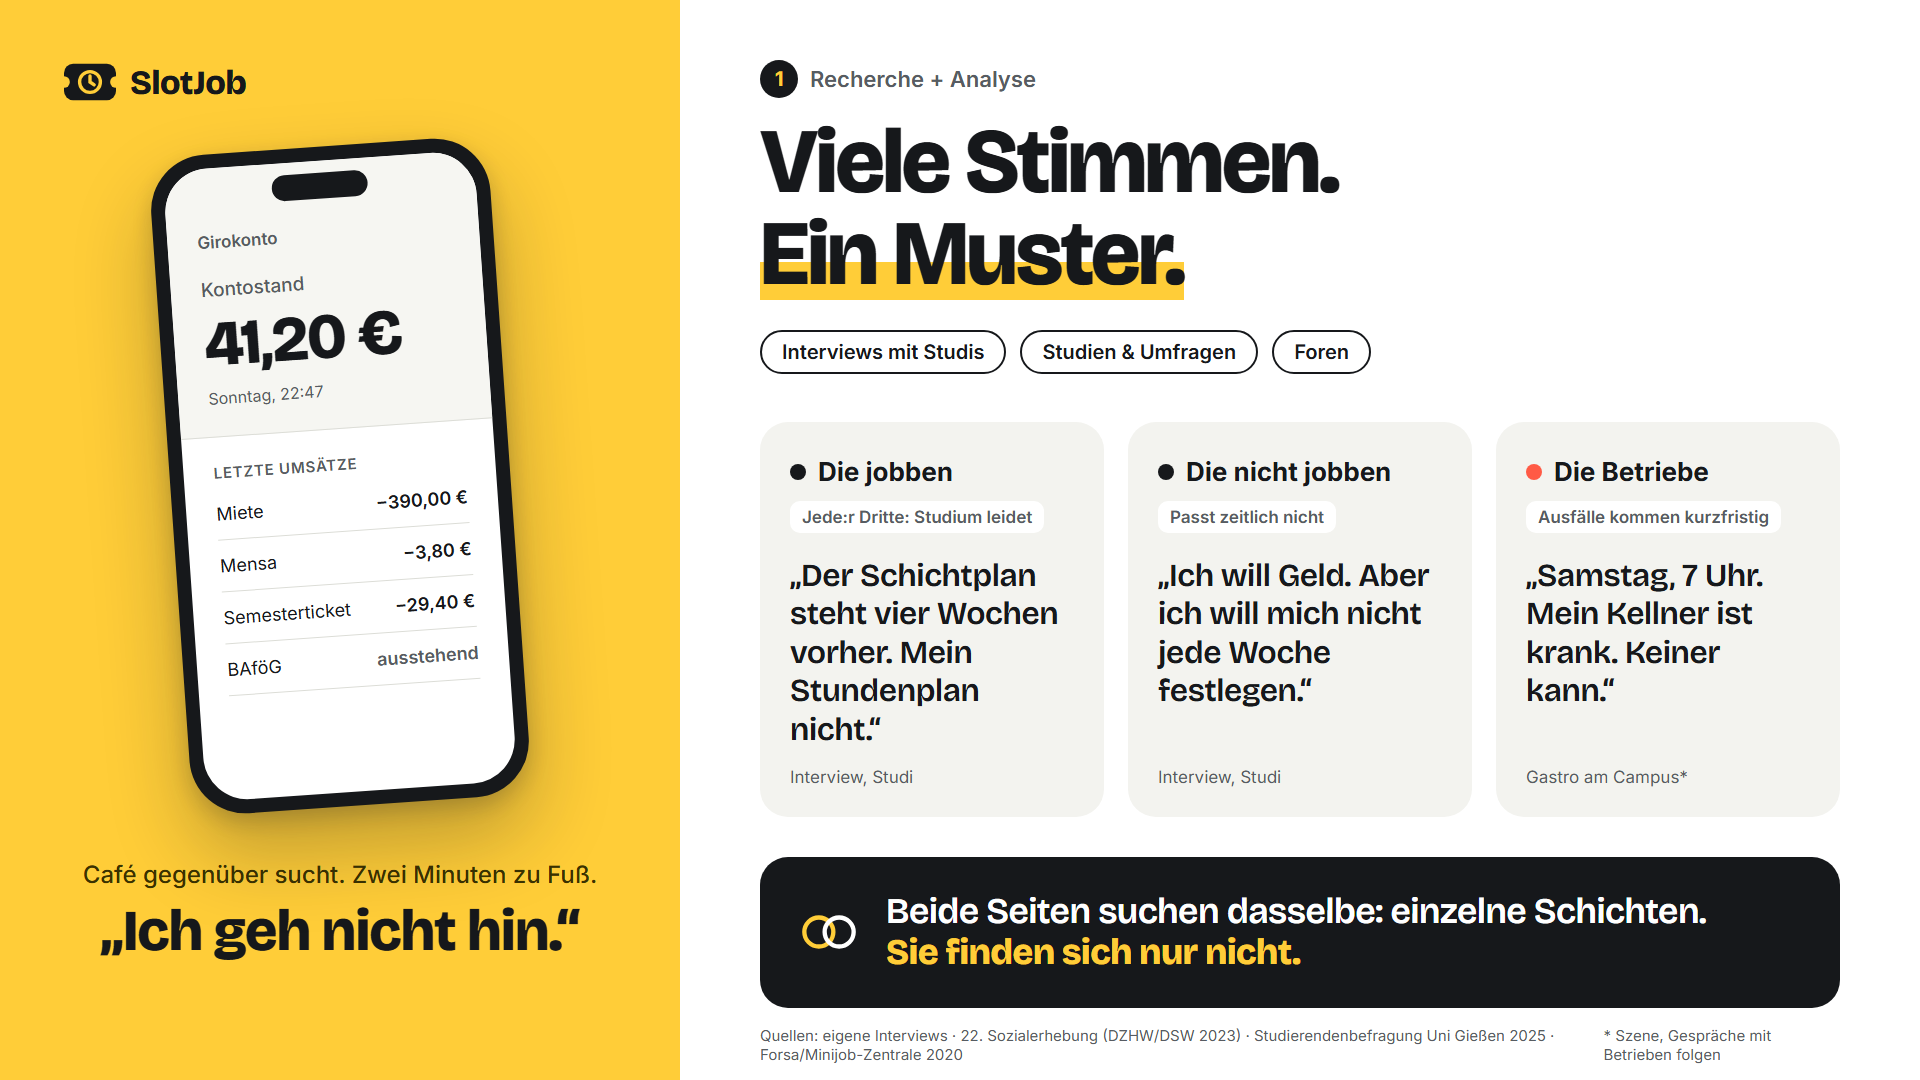 SlotJob
Girokonto
Kontostand
41,20 €
Sonntag, 22:47
LETZTE UMSÄTZE
Miete −390,00 €
Mensa −3,80 €
Semesterticket −29,40 €
BAföG ausstehend
Café gegenüber sucht. Zwei Minuten zu Fuß.
„Ich geh nicht hin.“
1 Recherche + Analyse
Viele Stimmen.
Ein Muster.
Interviews mit Studis
Studien & Umfragen
Foren
Die jobben
Jede:r Dritte: Studium leidet
„Der Schichtplan
steht vier Wochen
vorher. Mein
Stundenplan
nicht.“
Interview, Studi
Die nicht jobben
Passt zeitlich nicht
„Ich will Geld. Aber
ich will mich nicht
jede Woche
festlegen.“
Interview, Studi
Die Betriebe
Ausfälle kommen kurzfristig
„Samstag, 7 Uhr.
Mein Kellner ist
krank. Keiner
kann.“
Gastro am Campus*
Beide Seiten suchen dasselbe: einzelne Schichten.
Sie finden sich nur nicht.
Quellen: eigene Interviews · 22. Sozialerhebung (DZHW/DSW 2023) · Studierendenbefragung Uni Gießen 2025 ·
Forsa/Minijob-Zentrale 2020
* Szene, Gespräche mit
Betrieben folgen